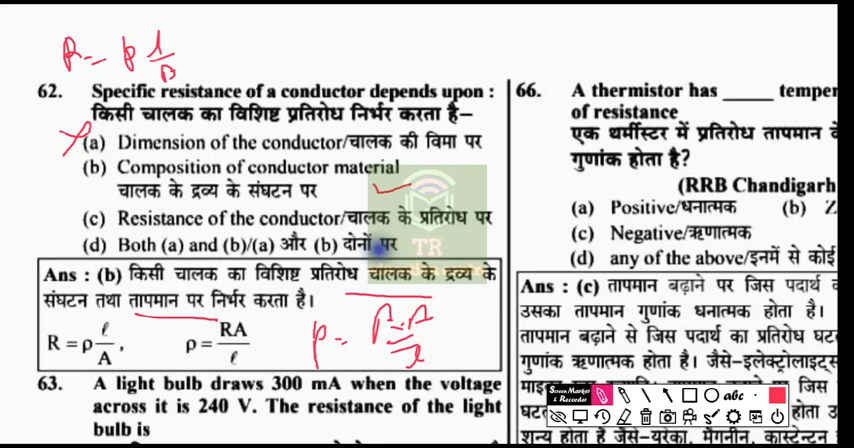 R = ρ l/A
62. Specific resistance of a conductor depends upon :
किसी चालक का विशिष्ट प्रतिरोध निर्भर करता है–
(a) Dimension of the conductor/चालक की विमा पर
(b) Composition of conductor material
चालक के द्रव्य के संघटन पर
(c) Resistance of the conductor/चालक के प्रतिरोध पर
(d) Both (a) and (b)/(a) और (b) दोनों पर
TR
Ans : (b) किसी चालक का विशिष्ट प्रतिरोध चालक के द्रव्य के
संघटन तथा तापमान पर निर्भर करता है।
R = ρ ℓ/A, ρ = RA/ℓ
63. A light bulb draws 300 mA when the voltage
across it is 240 V. The resistance of the light
bulb is
66. A thermistor has _____ temper
of resistance
एक थर्मीस्टर में प्रतिरोध तापमान
गुणांक होता है?
(RRB Chandigarh
(a) Positive/धनात्मक (b) Z
(c) Negative/ऋणात्मक
(d) any of the above/इनमें से कोई
Ans : (c) तापमान बढ़ाने पर जिस पदार्थ
उसका तापमान गुणांक धनात्मक होता है।
तापमान बढ़ाने से जिस पदार्थ का प्रतिरोध घट
गुणांक ऋणात्मक होता है। जैसे–इलेक्ट्रोलाइट्स
Screen Marker
& Recorder
abc
शून्य होता है जैसे–यूरेका, मैंगनीन, कान्स्टेन्टन